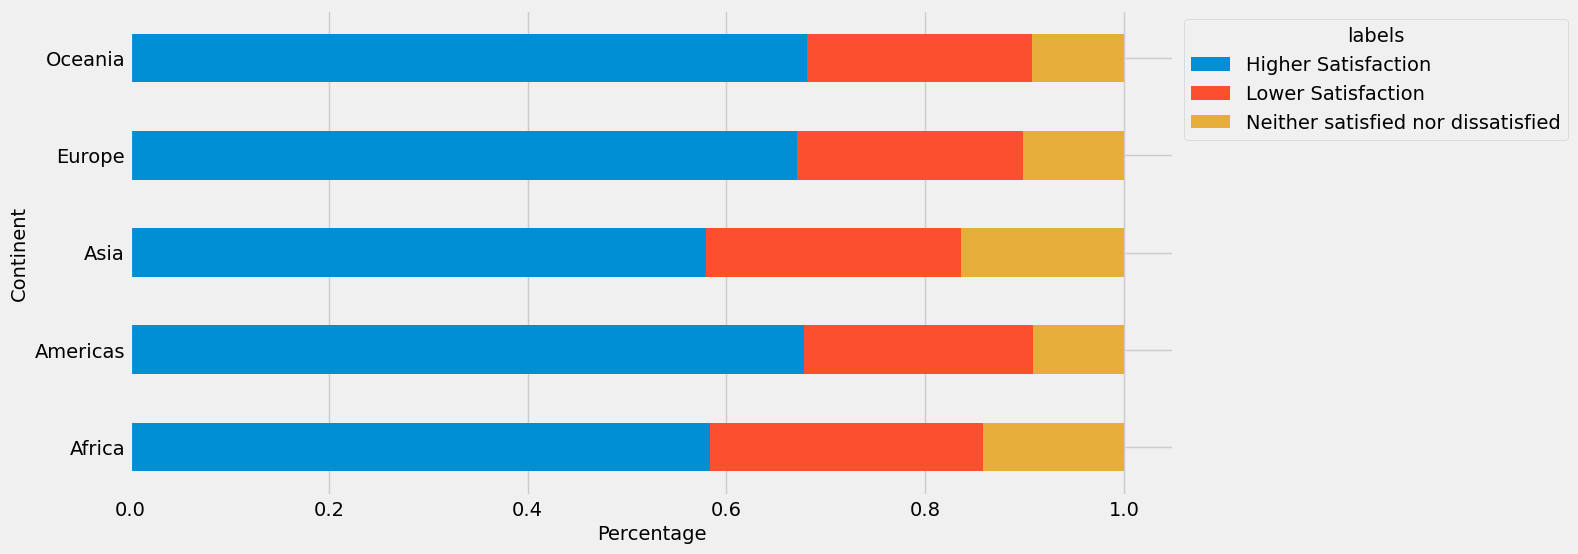 Oceania
Europe
Asia
Americas
Africa
Continent
0.0 0.2 0.4 0.6 0.8 1.0
Percentage
labels
Higher Satisfaction
Lower Satisfaction
Neither satisfied nor dissatisfied